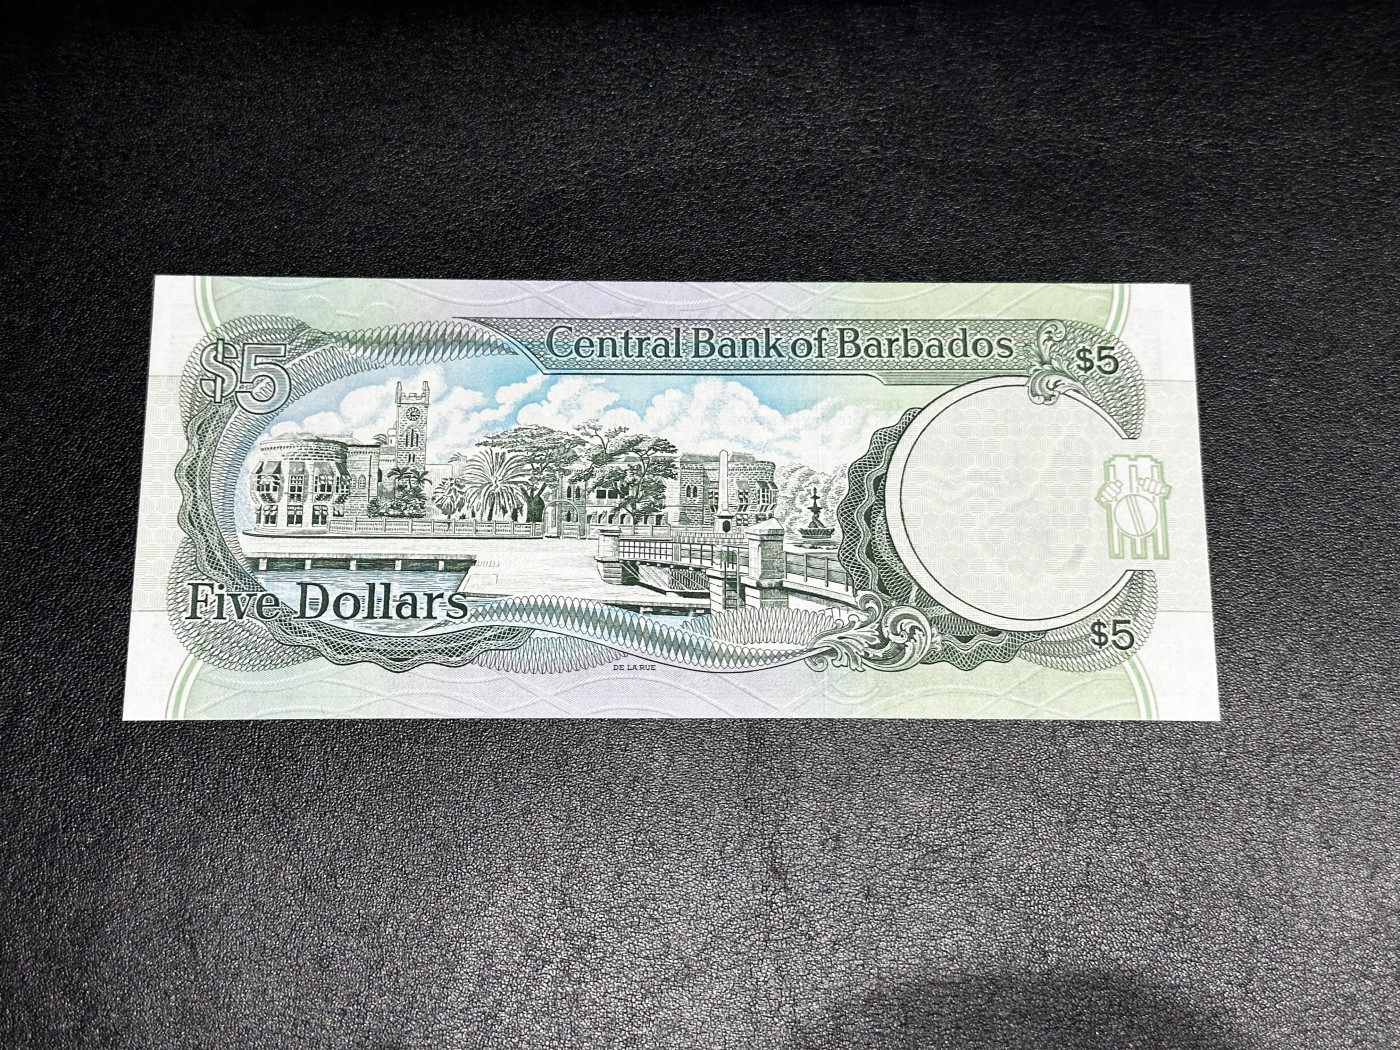 $5
Central Bank of Barbados
$5
Five Dollars
$5
DE LA RUE